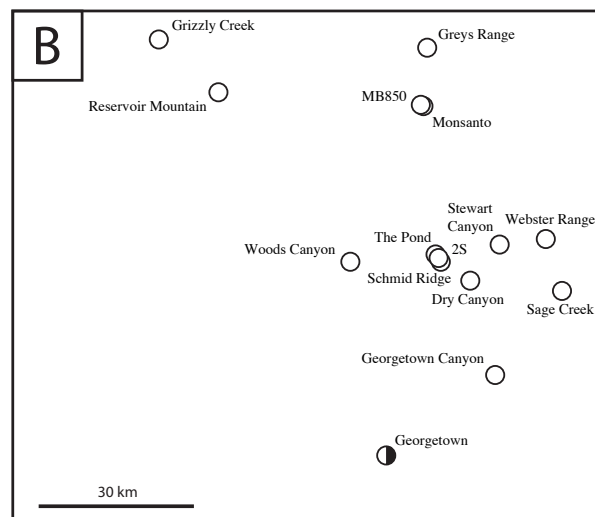 B
Grizzly Creek
Greys Range
Reservoir Mountain
MB850
Monsanto
Stewart
Canyon
Webster Range
The Pond
2S
Woods Canyon
Schmid Ridge
Dry Canyon
Sage Creek
Georgetown Canyon
Georgetown
30 km